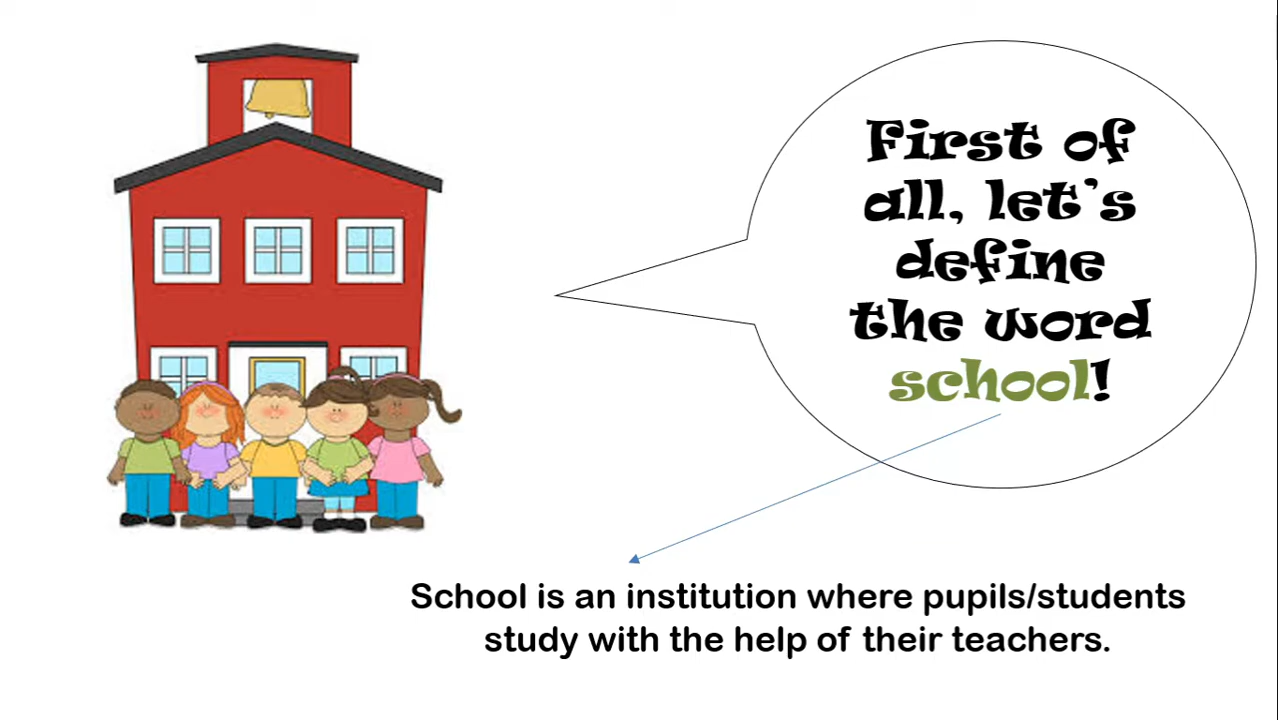 First of
all, let's
define
the word
school!
School is an institution where pupils/students
study with the help of their teachers.